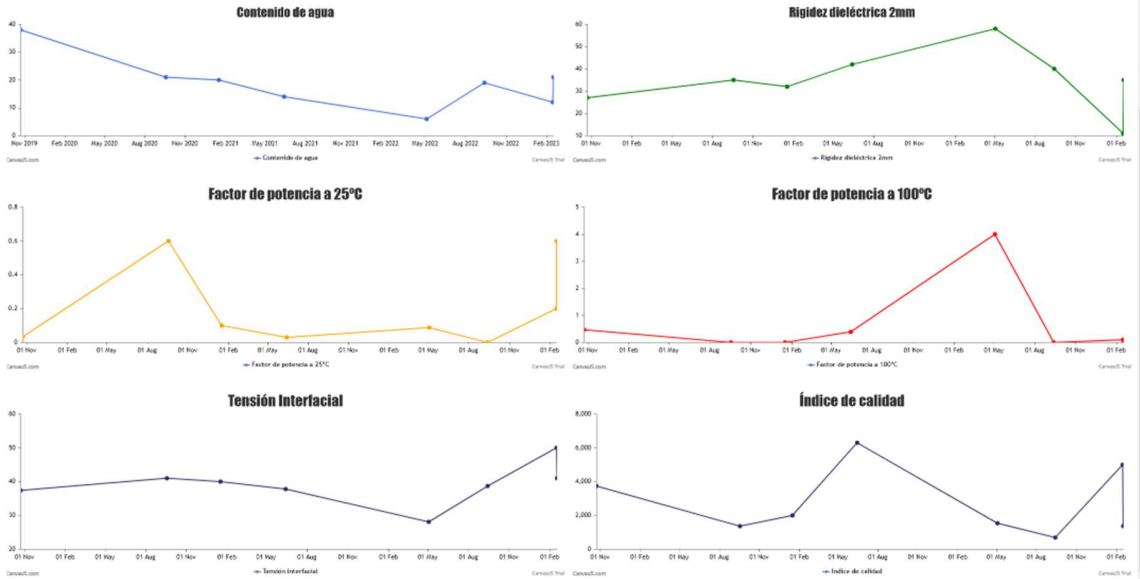 Contenido de agua
40
30
20
10
0
Nov 2019 Feb 2020 May 2020 Aug 2020 Nov 2020 Feb 2021 May 2021 Aug 2021 Nov 2021 Feb 2022 May 2022 Aug 2022 Nov 2022 Feb 2023
Contenido de agua
CanvasJS.com
CanvasJS Trial
Rigidez dieléctrica 2mm
60
50
40
30
20
10
01 Nov 01 Feb 01 May 01 Aug 01 Nov 01 Feb 01 May 01 Aug 01 Nov 01 Feb 01 May 01 Aug 01 Nov 01 Feb
Rigidez dieléctrica 2mm
CanvasJS.com
CanvasJS Trial
Factor de potencia a 25ºC
0.8
0.6
0.4
0.2
0
01 Nov 01 Feb 01 May 01 Aug 01 Nov 01 Feb 01 May 01 Aug 01 Nov 01 Feb 01 May 01 Aug 01 Nov 01 Feb
Factor de potencia a 25ºC
CanvasJS.com
CanvasJS Trial
Factor de potencia a 100ºC
5
4
3
2
1
0
01 Nov 01 Feb 01 May 01 Aug 01 Nov 01 Feb 01 May 01 Aug 01 Nov 01 Feb 01 May 01 Aug 01 Nov 01 Feb
Factor de potencia a 100ºC
CanvasJS.com
CanvasJS Trial
Tensión Interfacial
60
50
40
30
20
01 Nov 01 Feb 01 May 01 Aug 01 Nov 01 Feb 01 May 01 Aug 01 Nov 01 Feb 01 May 01 Aug 01 Nov 01 Feb
Tensión Interfacial
CanvasJS.com
CanvasJS Trial
Índice de calidad
8,000
6,000
4,000
2,000
0
01 Nov 01 Feb 01 May 01 Aug 01 Nov 01 Feb 01 May 01 Aug 01 Nov 01 Feb 01 May 01 Aug 01 Nov 01 Feb
Índice de calidad
CanvasJS.com
CanvasJS Trial